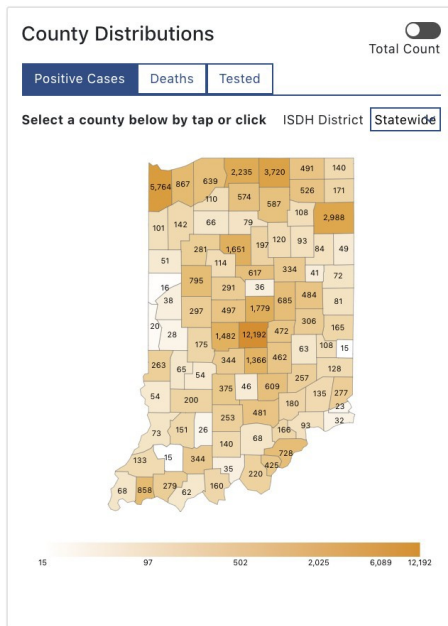 County Distributions
Total Count
Positive Cases Deaths Tested
Select a county below by tap or click ISDH District Statewide
5,764 867 639 2,235 3,720 491 140
110 574 587 526 171
101 142 66 79 108 2,988
51 281 1,651 197 120 93 84 49
114
16 795 617 334 41 72
38 291 36 484
297 497 1,779 685 81
20 28 306 165
175 1,482 12,192 472
63 108 15
263 65 54 344 1,366 462 128
257
54 200 375 46 609 180 135 277
23
73 151 26 253 481 166 93 32
140 68
133 15 344 728
35 220 425
68 858 279 62 160
15 97 502 2,025 6,089 12,192